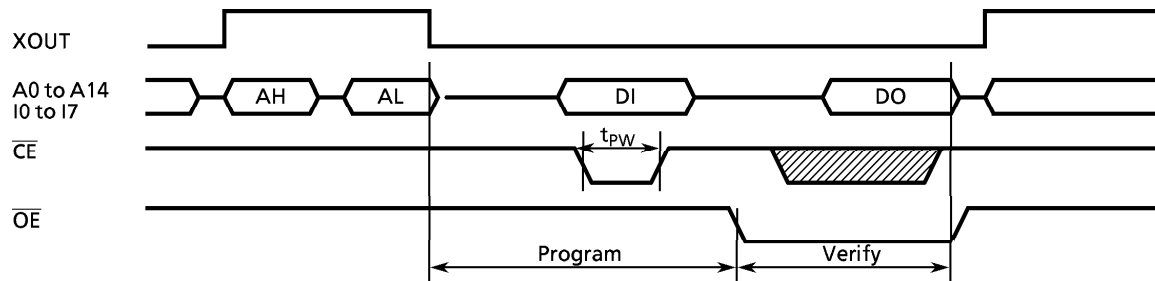 XOUT
A0 to A14
I0 to I7
AH AL DI DO
tPW
CE
OE
Program Verify